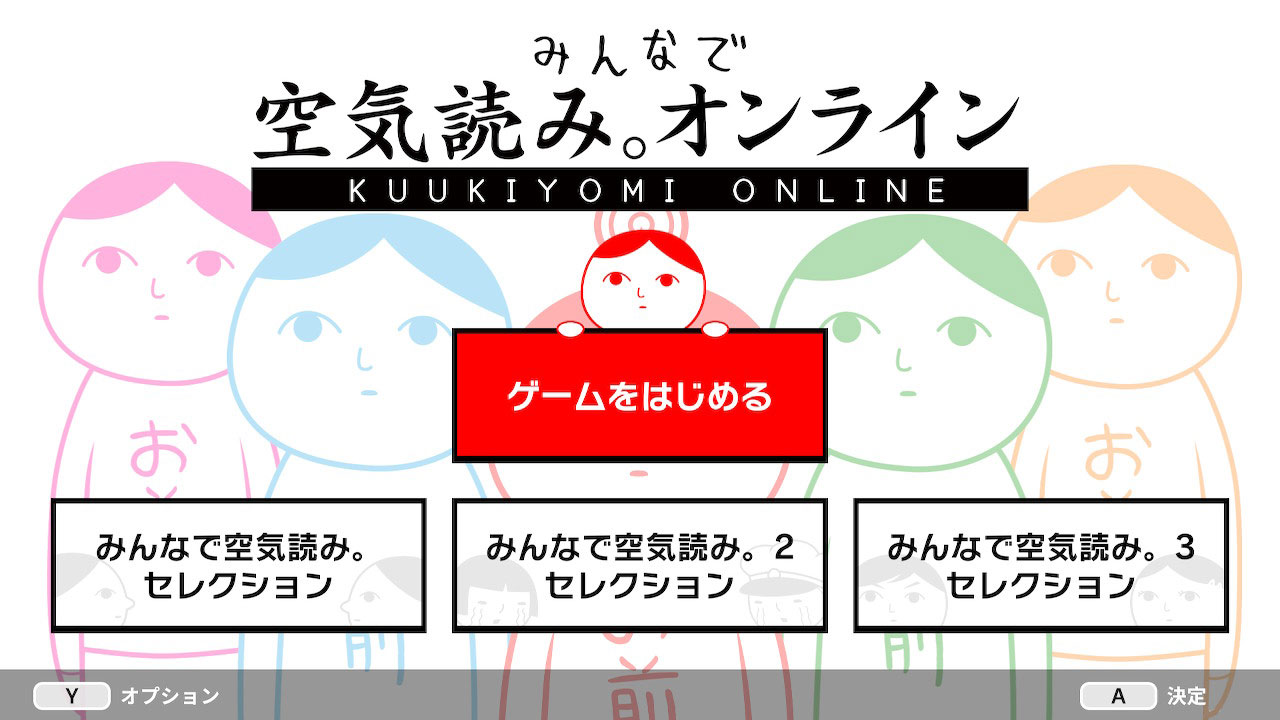 みんなで
空気読み。オンライン
KUUKIYOMI ONLINE
ゲームをはじめる
お
お
みんなで空気読み。
セレクション
みんなで空気読み。2
セレクション
みんなで空気読み。3
セレクション
前
お
前
前
Y オプション
A 決定